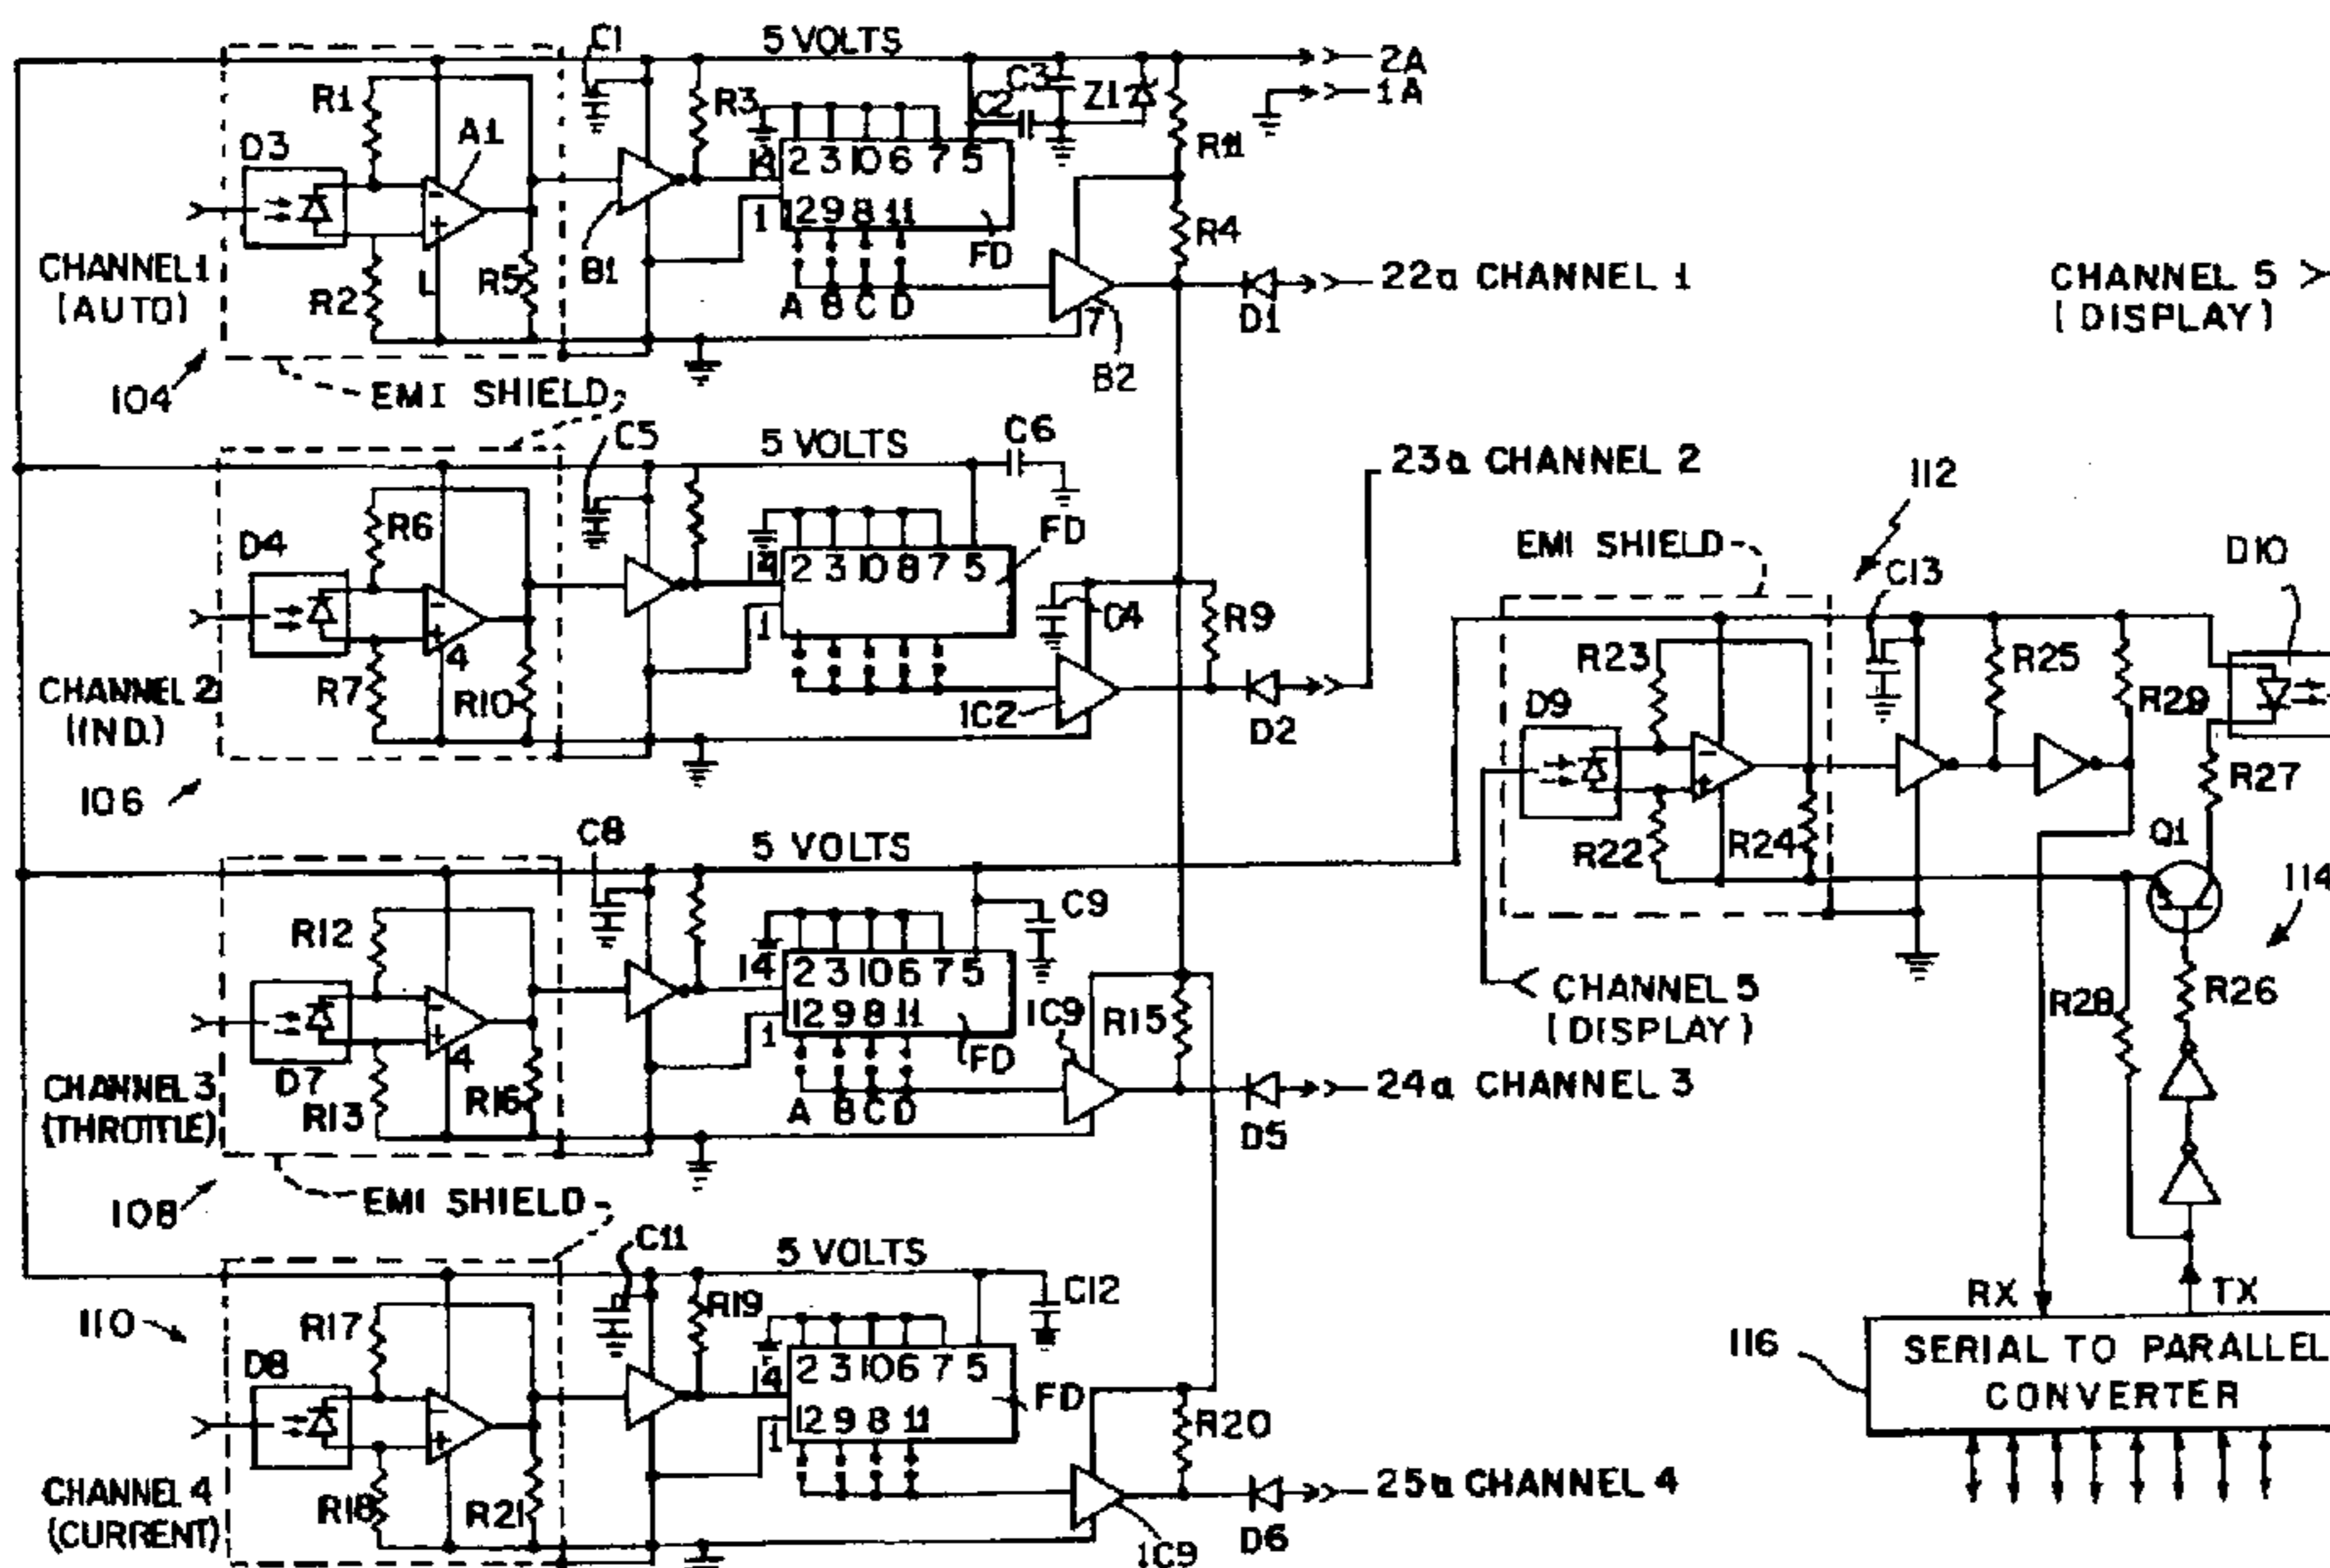 C1
5 VOLTS
2A
1A
R1
A1
R3
C2
C3
Z1
R11
D3
14
2 3 10 6 7 5
1
2 9 8 11
FD
R4
CHANNEL 1
(AUTO)
R2
L
R5
B1
A B C D
7
B2
D1
22a CHANNEL 1
CHANNEL 5
(DISPLAY)
104
EMI SHIELD
C5
5 VOLTS
C6
23a CHANNEL 2
112
R6
D4
2 3 10 8 7 5
FD
1
C4
R9
EMI SHIELD
C13
D10
CHANNEL 2
(IND.)
R7
4
R10
1C2
D2
R23
D9
R25
R29
R27
106
R22
R24
Q1
114
C8
5 VOLTS
C9
R12
14
2 3 10 6 7 5
1
12 9 8 11
FD
1C9
R15
CHANNEL 5
(DISPLAY)
R28
R26
D7
4
CHANNEL 3
(THROTTLE)
R13
R16
A B C D
D5
24a CHANNEL 3
108
EMI SHIELD
C11
5 VOLTS
C12
110
R17
R19
D8
14
2 3 10 6 7 5
1
12 9 8 11
FD
R20
RX
TX
116
SERIAL TO PARALLEL
CONVERTER
CHANNEL 4
(CURRENT)
R18
R21
1C9
D6
25a CHANNEL 4